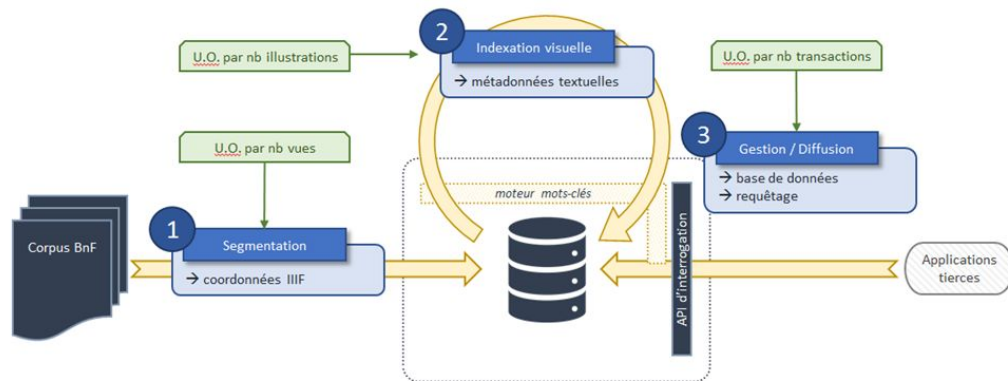 2
Indexation visuelle
→ métadonnées textuelles
U.O. par nb illustrations
U.O. par nb transactions
3
Gestion / Diffusion
→ base de données
→ requêtage
U.O. par nb vues
moteur mots-clés
Corpus BnF
1
Segmentation
→ coordonnées IIIF
API d'interrogation
Applications
tierces